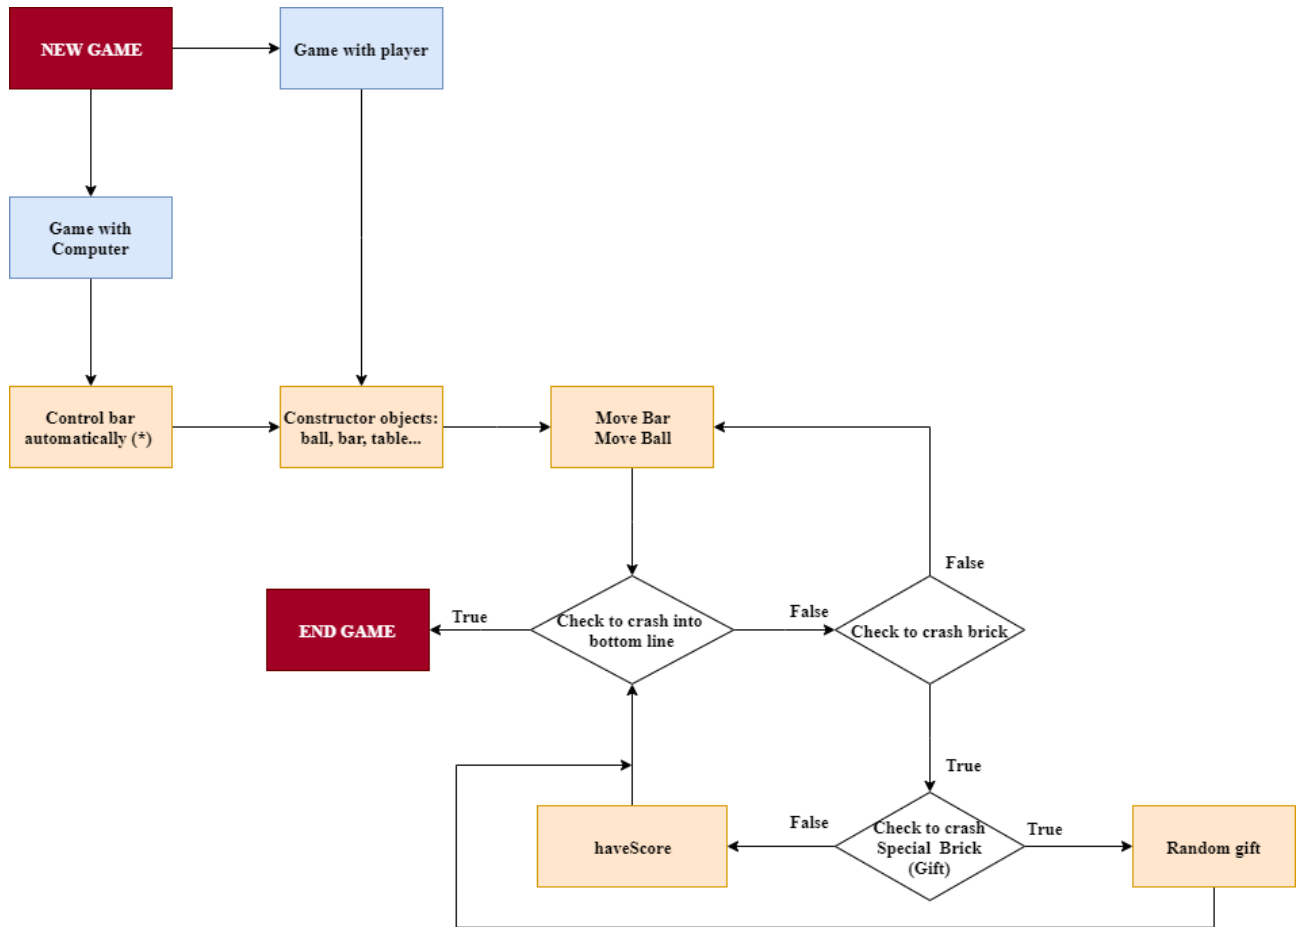 NEW GAME
Game with player
Game with
Computer
Control bar
automatically (*)
Constructor objects:
ball, bar, table...
Move Bar
Move Ball
False
END GAME
True
Check to crash into
bottom line
False
Check to crash brick
True
haveScore
False
Check to crash
Special Brick
(Gift)
True
Random gift